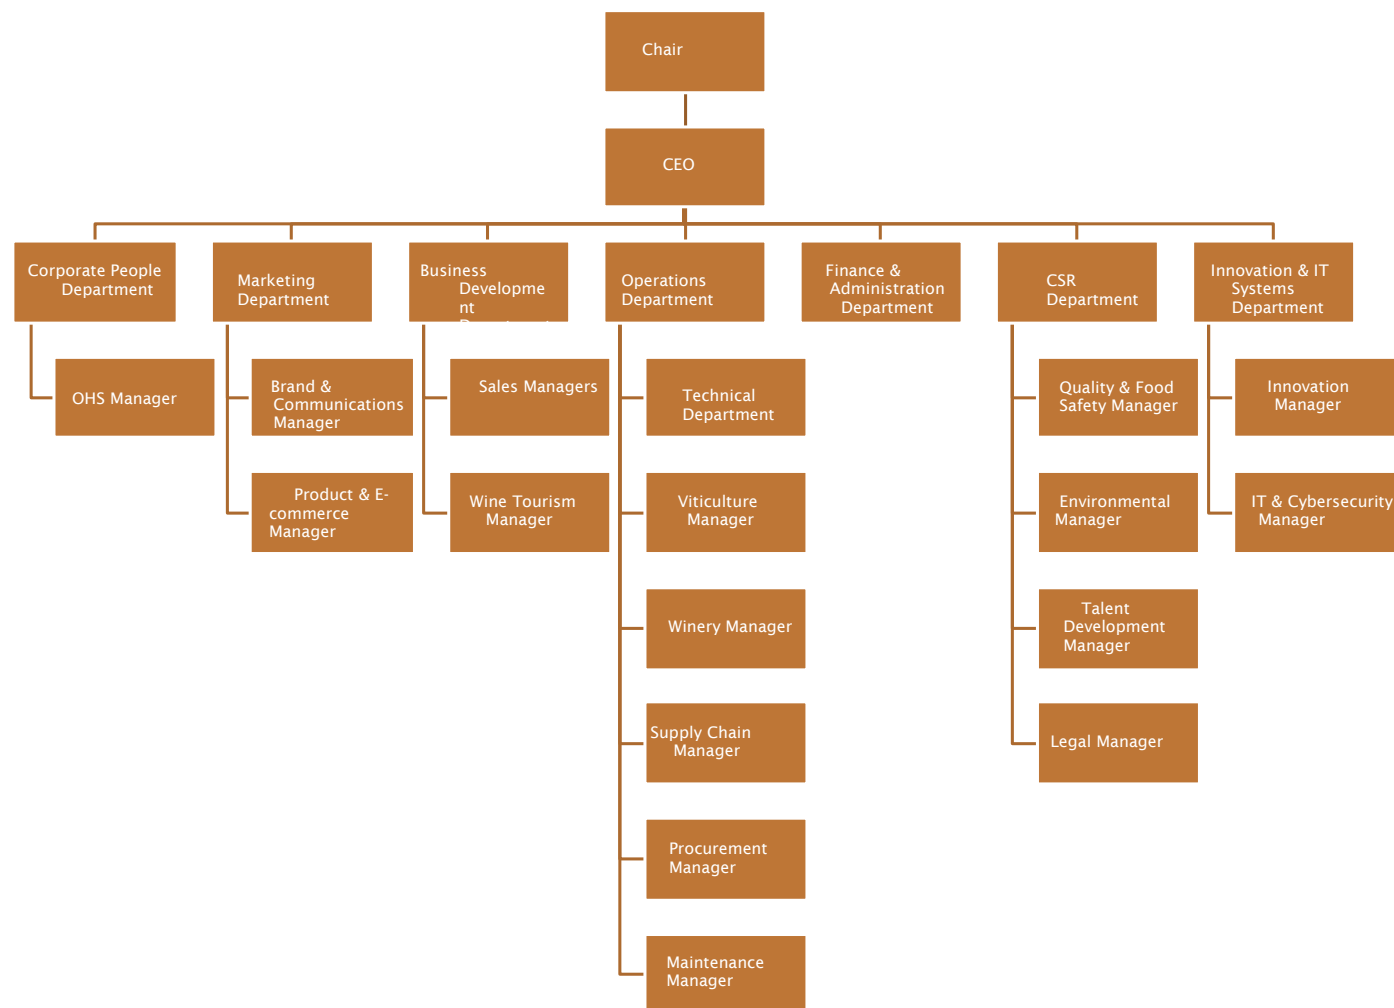 Chair
CEO
Corporate People
Department
Marketing
Department
Business
Developme
nt
Operations
Department
Finance &
Administration
Department
CSR
Department
Innovation & IT
Systems
Department
OHS Manager
Brand &
Communications
Manager
Sales Managers
Technical
Department
Quality & Food
Safety Manager
Innovation
Manager
Product & E-
commerce
Manager
Wine Tourism
Manager
Viticulture
Manager
Environmental
Manager
IT & Cybersecurity
Manager
Winery Manager
Talent
Development
Manager
Supply Chain
Manager
Legal Manager
Procurement
Manager
Maintenance
Manager